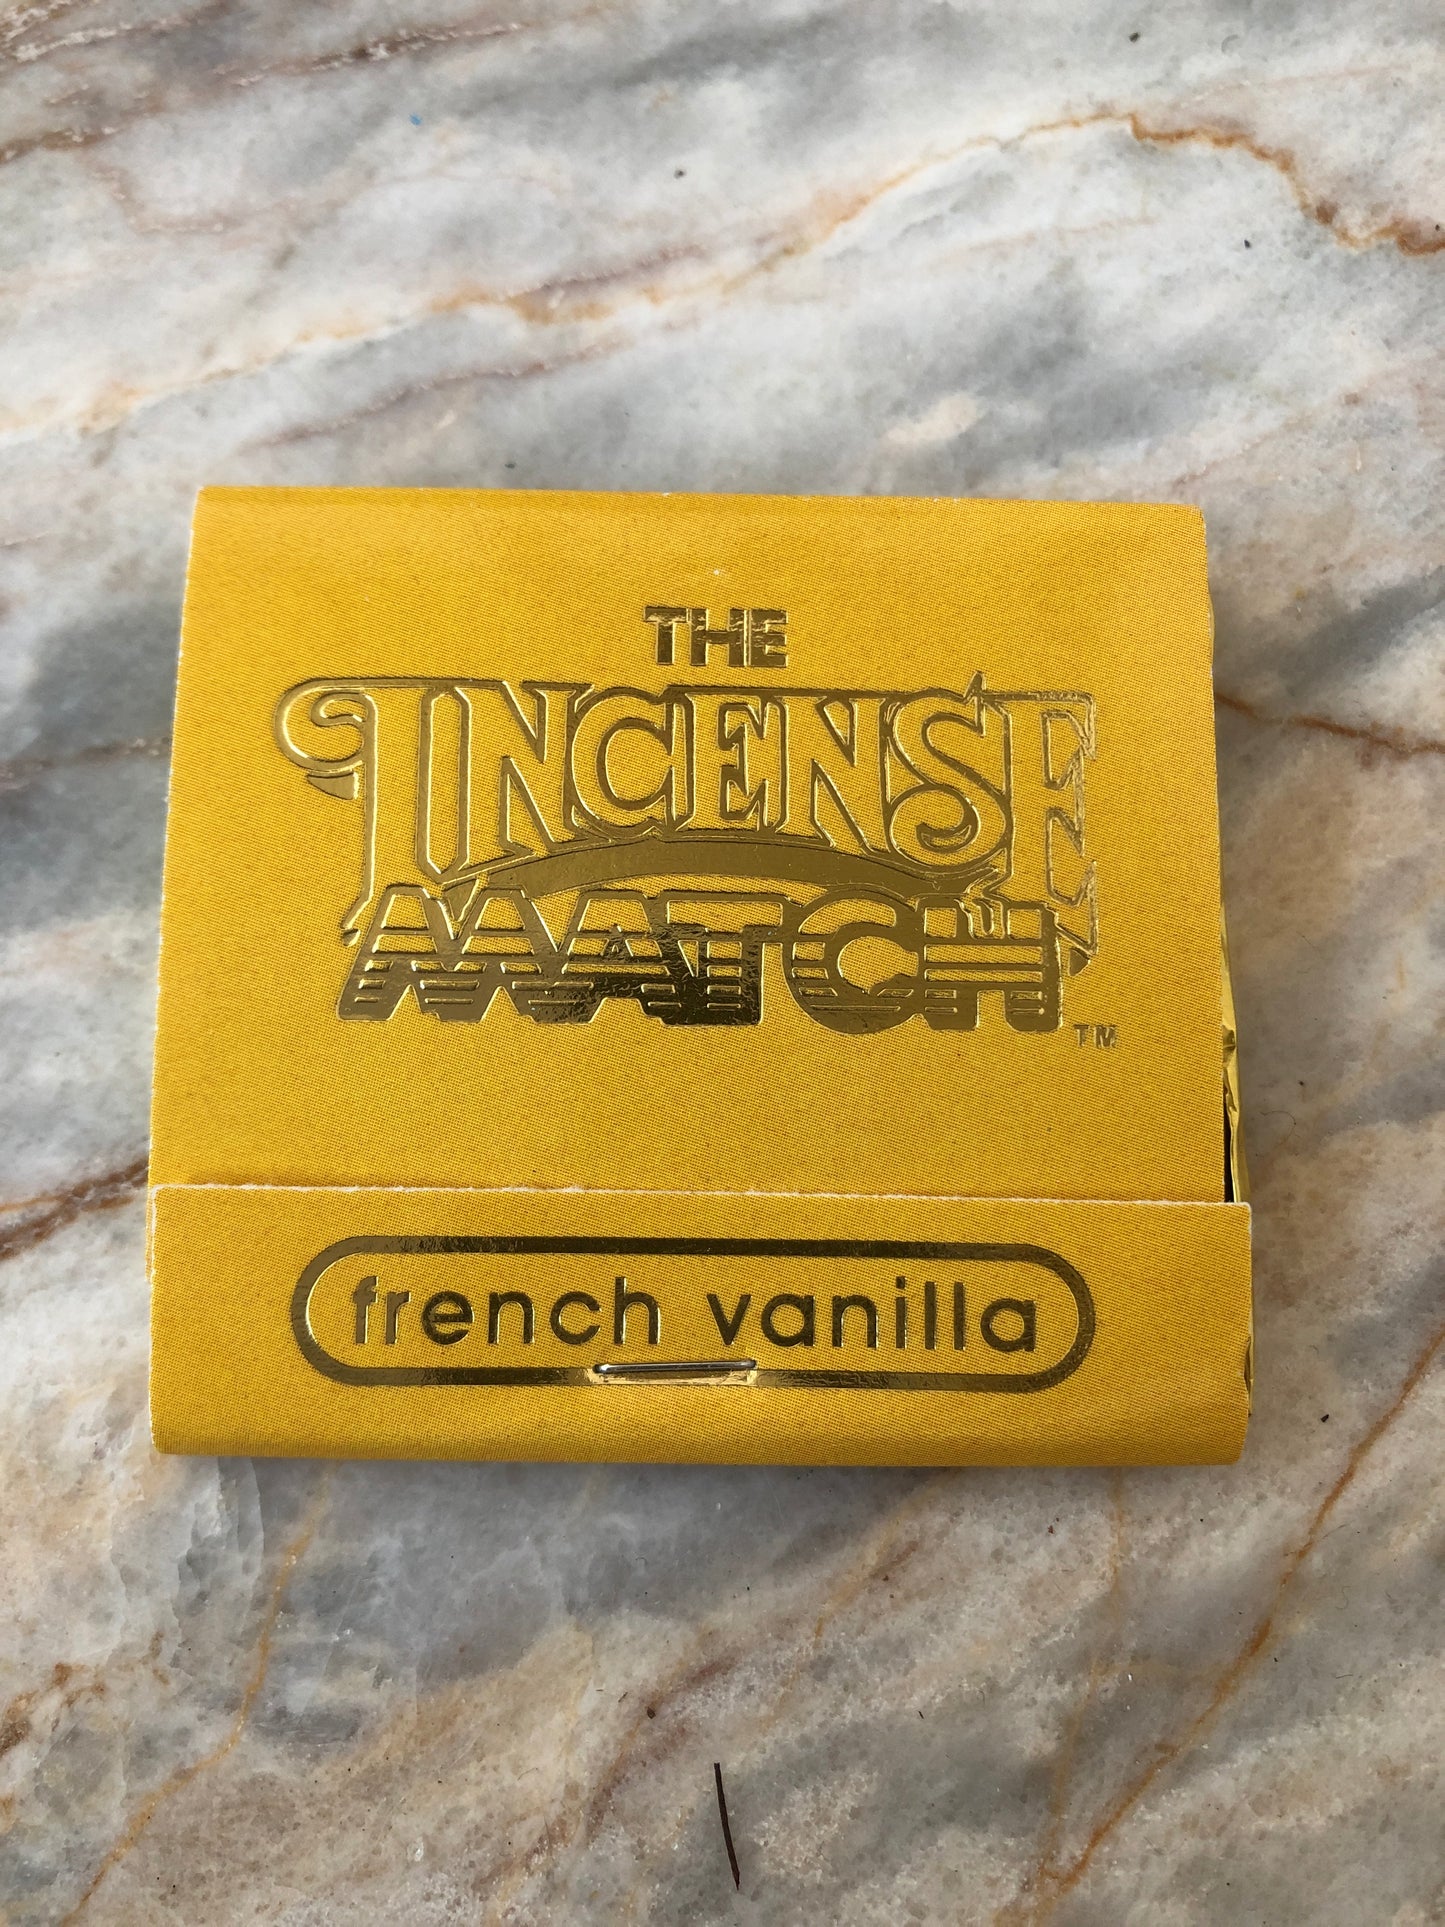 THE
INCENSE
MATCH
TM
french vanilla